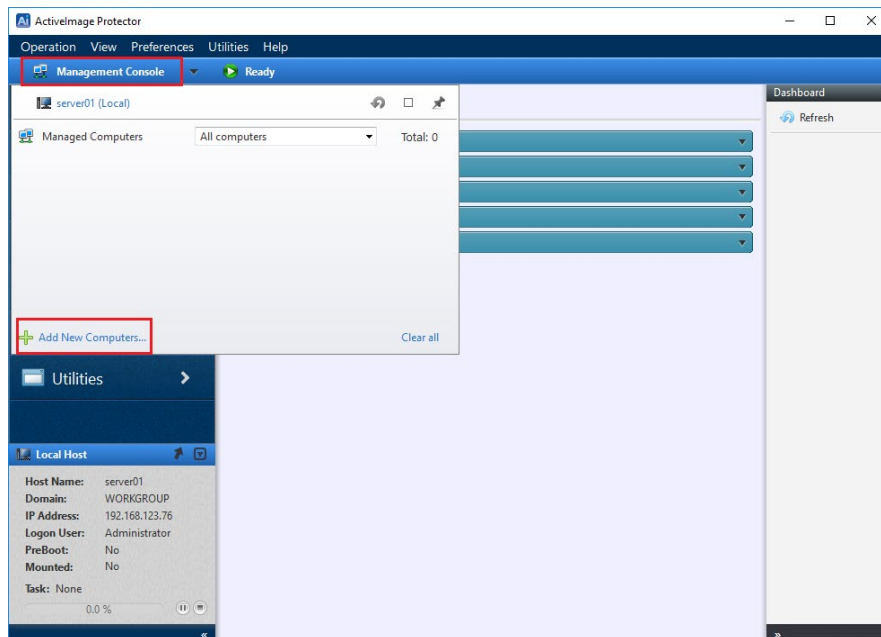 Ai ActiveImage Protector
Operation View Preferences Utilities Help
Management Console Ready
server01 (Local)
Managed Computers All computers Total: 0
Add New Computers... Clear all
Dashboard
Refresh
Utilities
Local Host
Host Name: server01
Domain: WORKGROUP
IP Address: 192.168.123.76
Logon User: Administrator
PreBoot: No
Mounted: No
Task: None
0.0 %